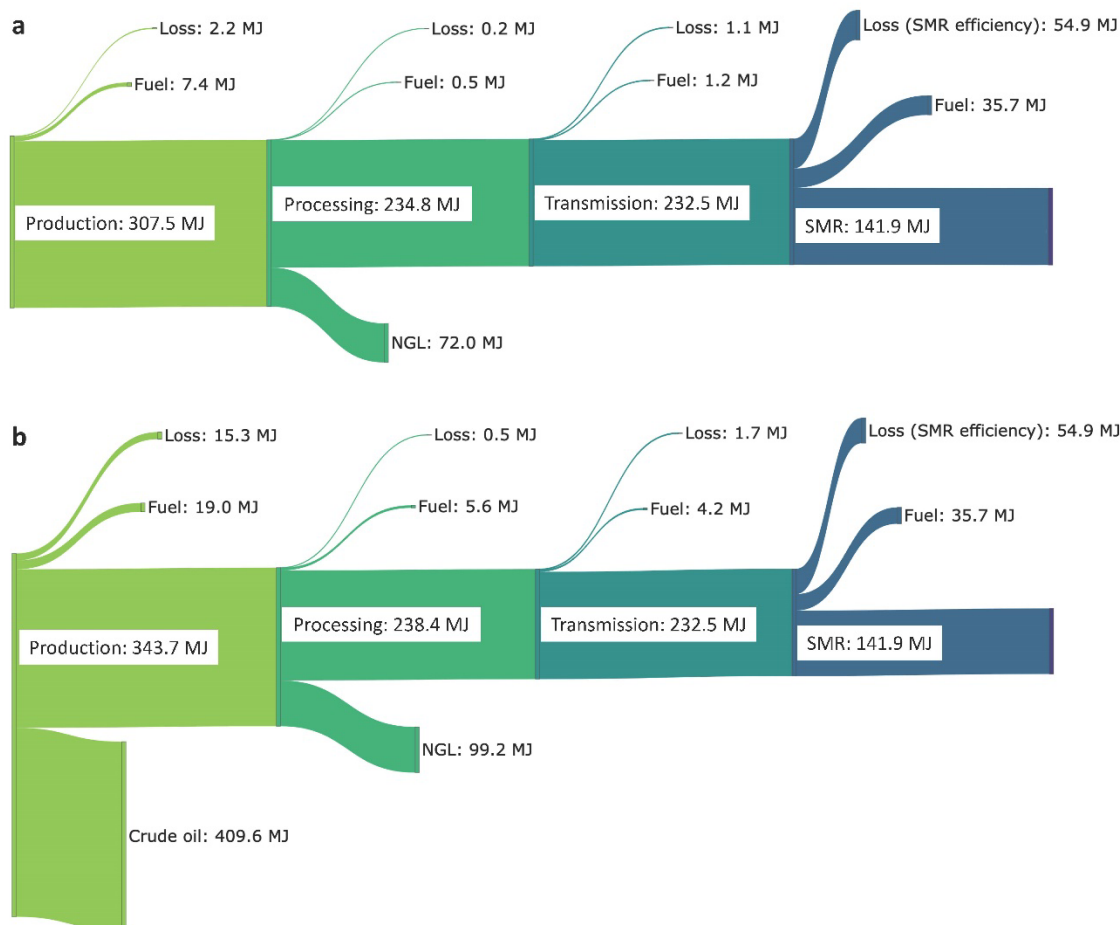 a
Loss: 2.2 MJ
Loss: 0.2 MJ
Loss: 1.1 MJ
Loss (SMR efficiency): 54.9 MJ
Fuel: 7.4 MJ
Fuel: 0.5 MJ
Fuel: 1.2 MJ
Fuel: 35.7 MJ
Production: 307.5 MJ
Processing: 234.8 MJ
Transmission: 232.5 MJ
SMR: 141.9 MJ
NGL: 72.0 MJ
b
Loss: 15.3 MJ
Loss: 0.5 MJ
Loss: 1.7 MJ
Loss (SMR efficiency): 54.9 MJ
Fuel: 19.0 MJ
Fuel: 5.6 MJ
Fuel: 4.2 MJ
Fuel: 35.7 MJ
Production: 343.7 MJ
Processing: 238.4 MJ
Transmission: 232.5 MJ
SMR: 141.9 MJ
NGL: 99.2 MJ
Crude oil: 409.6 MJ